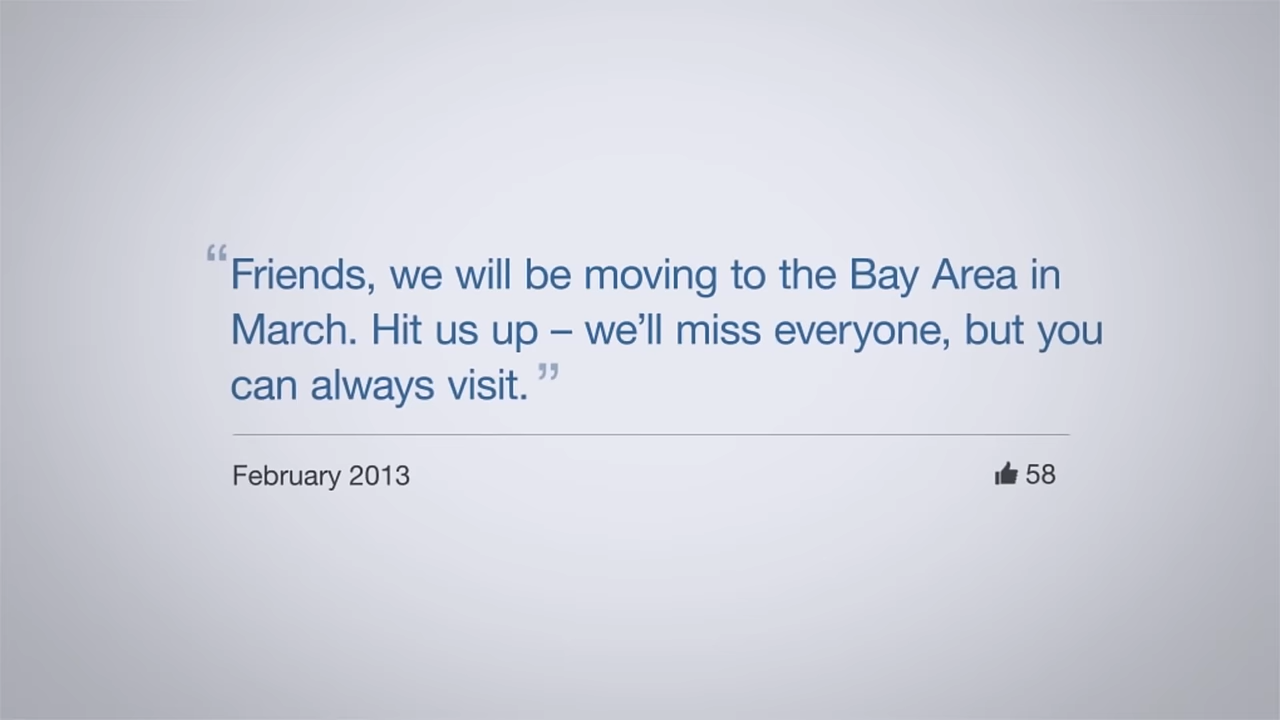 “Friends, we will be moving to the Bay Area in
March. Hit us up – we’ll miss everyone, but you
can always visit.”
February 2013 58